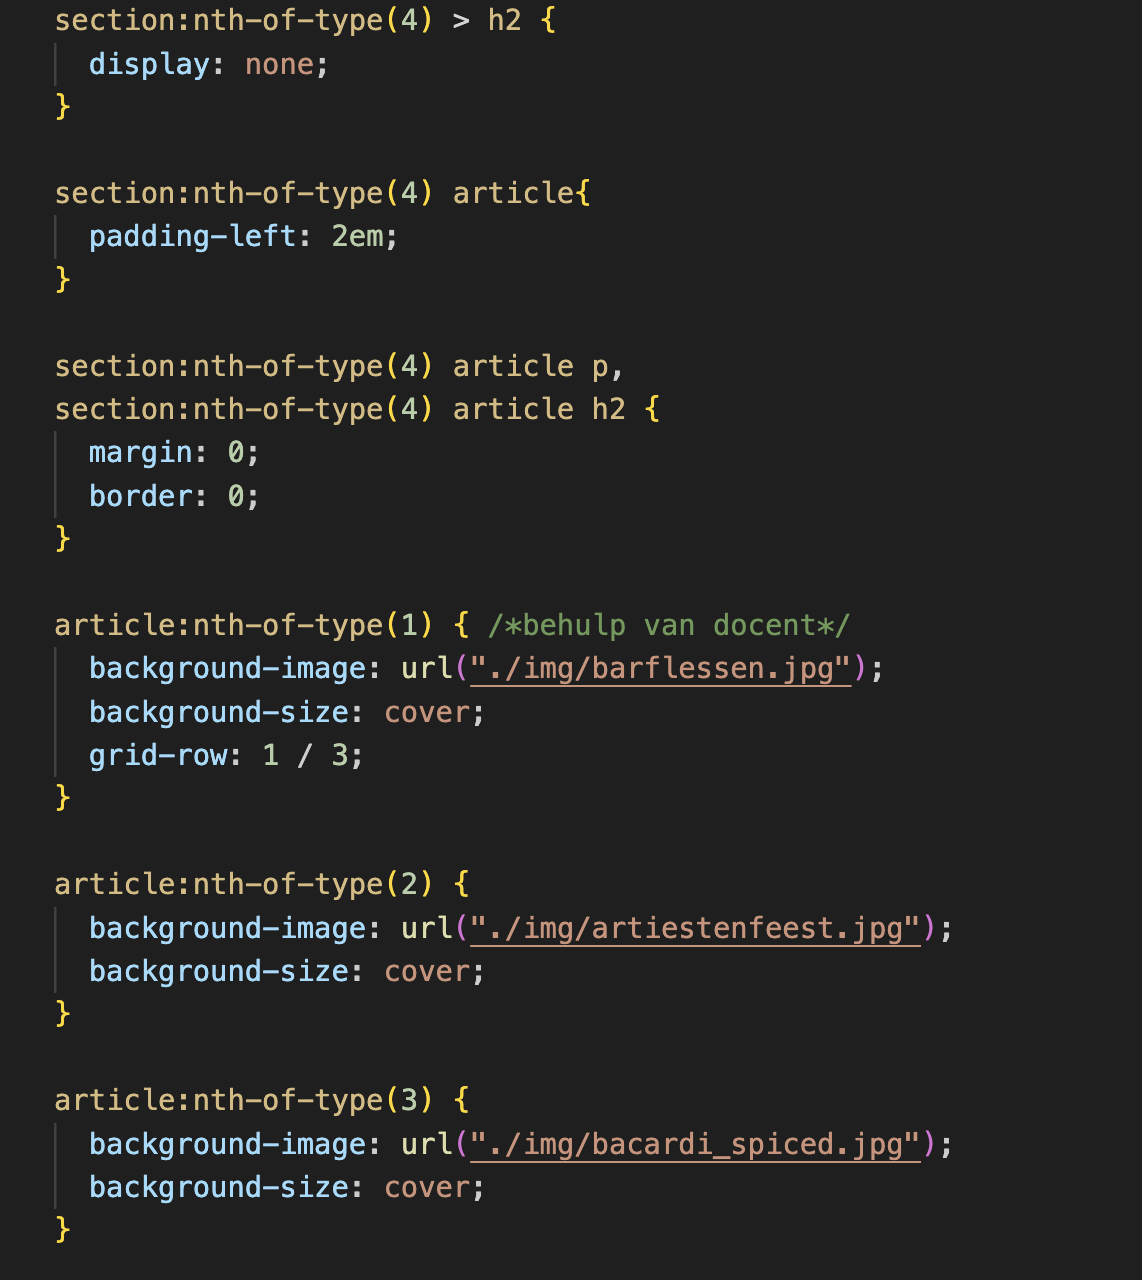 section:nth-of-type(4) > h2 {
display: none;
}
section:nth-of-type(4) article{
padding-left: 2em;
}
section:nth-of-type(4) article p,
section:nth-of-type(4) article h2 {
margin: 0;
border: 0;
}
article:nth-of-type(1) { /*behulp van docent*/
background-image: url("./img/barflessen.jpg");
background-size: cover;
grid-row: 1 / 3;
}
article:nth-of-type(2) {
background-image: url("./img/artiestenfeest.jpg");
background-size: cover;
}
article:nth-of-type(3) {
background-image: url("./img/bacardi_spiced.jpg");
background-size: cover;
}